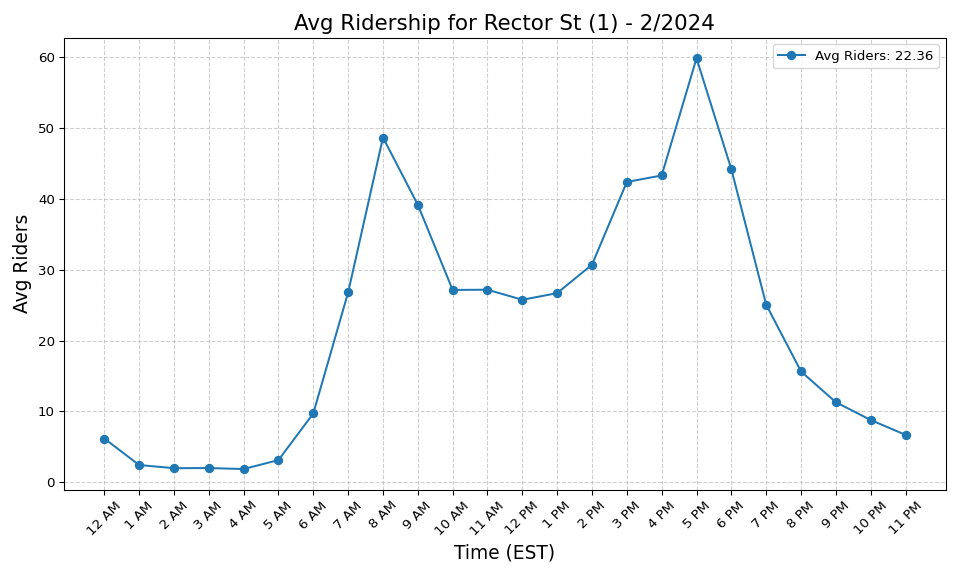 Avg Ridership for Rector St (1) - 2/2024
Avg Riders: 22.36
Avg Riders
60
50
40
30
20
10
0
12 AM
1 AM
2 AM
3 AM
4 AM
5 AM
6 AM
7 AM
8 AM
9 AM
10 AM
11 AM
12 PM
1 PM
2 PM
3 PM
4 PM
5 PM
6 PM
7 PM
8 PM
9 PM
10 PM
11 PM
Time (EST)